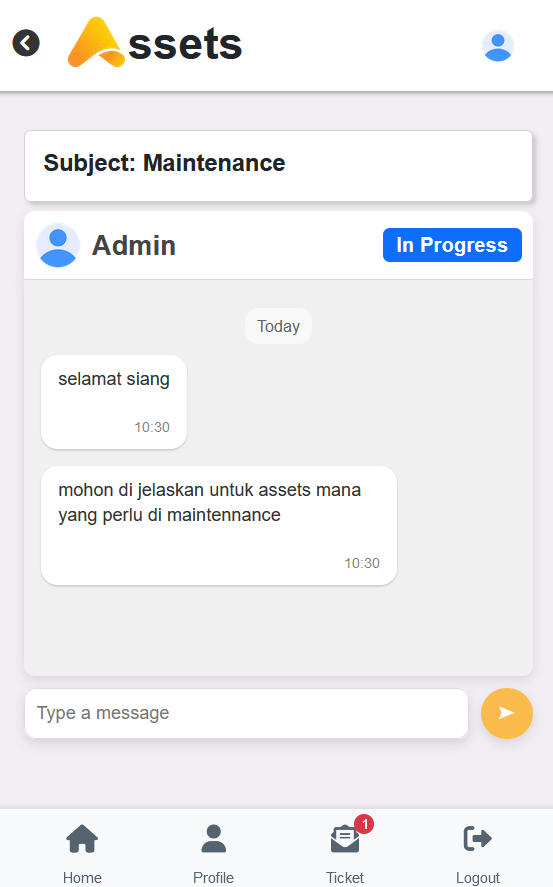 Assets
Subject: Maintenance
Admin
In Progress
Today
selamat siang
10:30
mohon di jelaskan untuk assets mana
yang perlu di maintennance
10:30
Type a message
1
Home
Profile
Ticket
Logout